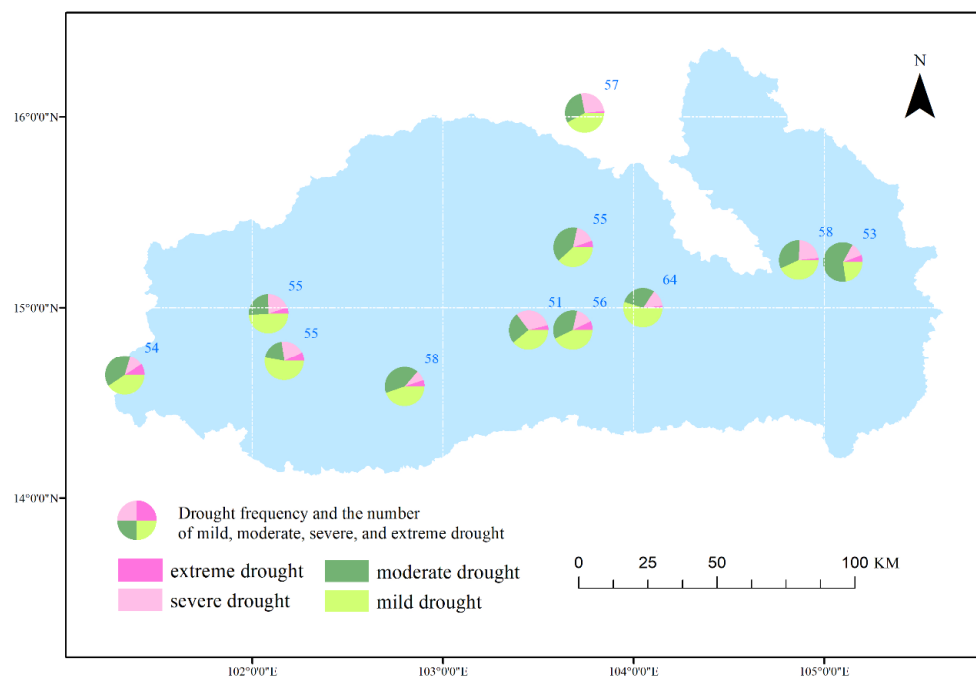 N
57
16°0'0"N
55
58
53
64
55
15°0'0"N
51
56
55
54
58
14°0'0"N
Drought frequency and the number
of mild, moderate, severe, and extreme drought
extreme drought
moderate drought
severe drought
mild drought
0 25 50 100 KM
102°0'0"E 103°0'0"E 104°0'0"E 105°0'0"E